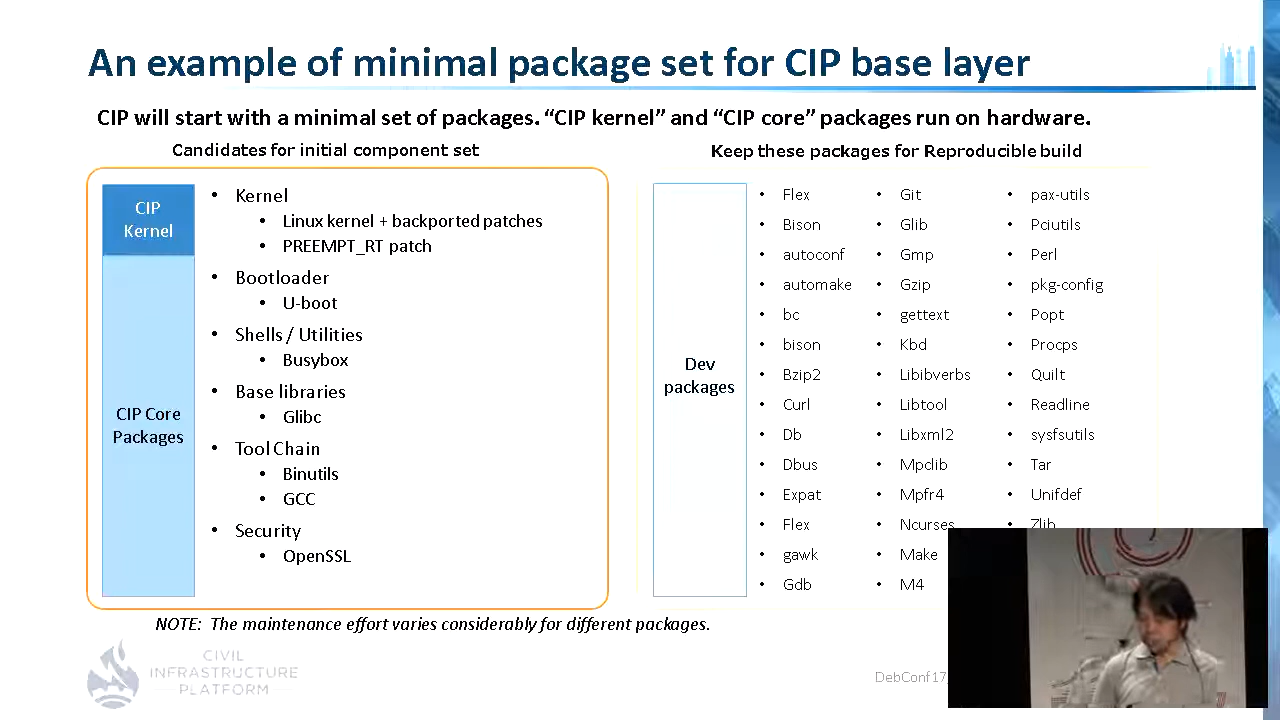 An example of minimal package set for CIP base layer
CIP will start with a minimal set of packages. “CIP kernel” and “CIP core” packages run on hardware.
Candidates for initial component set
CIP
Kernel
• Kernel
• Linux kernel + backported patches
• PREEMPT_RT patch
CIP Core
Packages
• Bootloader
• U-boot
• Shells / Utilities
• Busybox
• Base libraries
• Glibc
• Tool Chain
• Binutils
• GCC
• Security
• OpenSSL
Keep these packages for Reproducible build
Dev
packages
• Flex
• Bison
• autoconf
• automake
• bc
• bison
• Bzip2
• Curl
• Db
• Dbus
• Expat
• Flex
• gawk
• Gdb
• Git
• Glib
• Gmp
• Gzip
• gettext
• Kbd
• Libibverbs
• Libtool
• Libxml2
• Mpclib
• Mpfr4
• Ncurses
• Make
• M4
• pax-utils
• Pciutils
• Perl
• pkg-config
• Popt
• Procps
• Quilt
• Readline
• sysfsutils
• Tar
• Unifdef
• Zlib
NOTE: The maintenance effort varies considerably for different packages.
CIVIL
INFRASTRUCTURE
PLATFORM
DebConf17